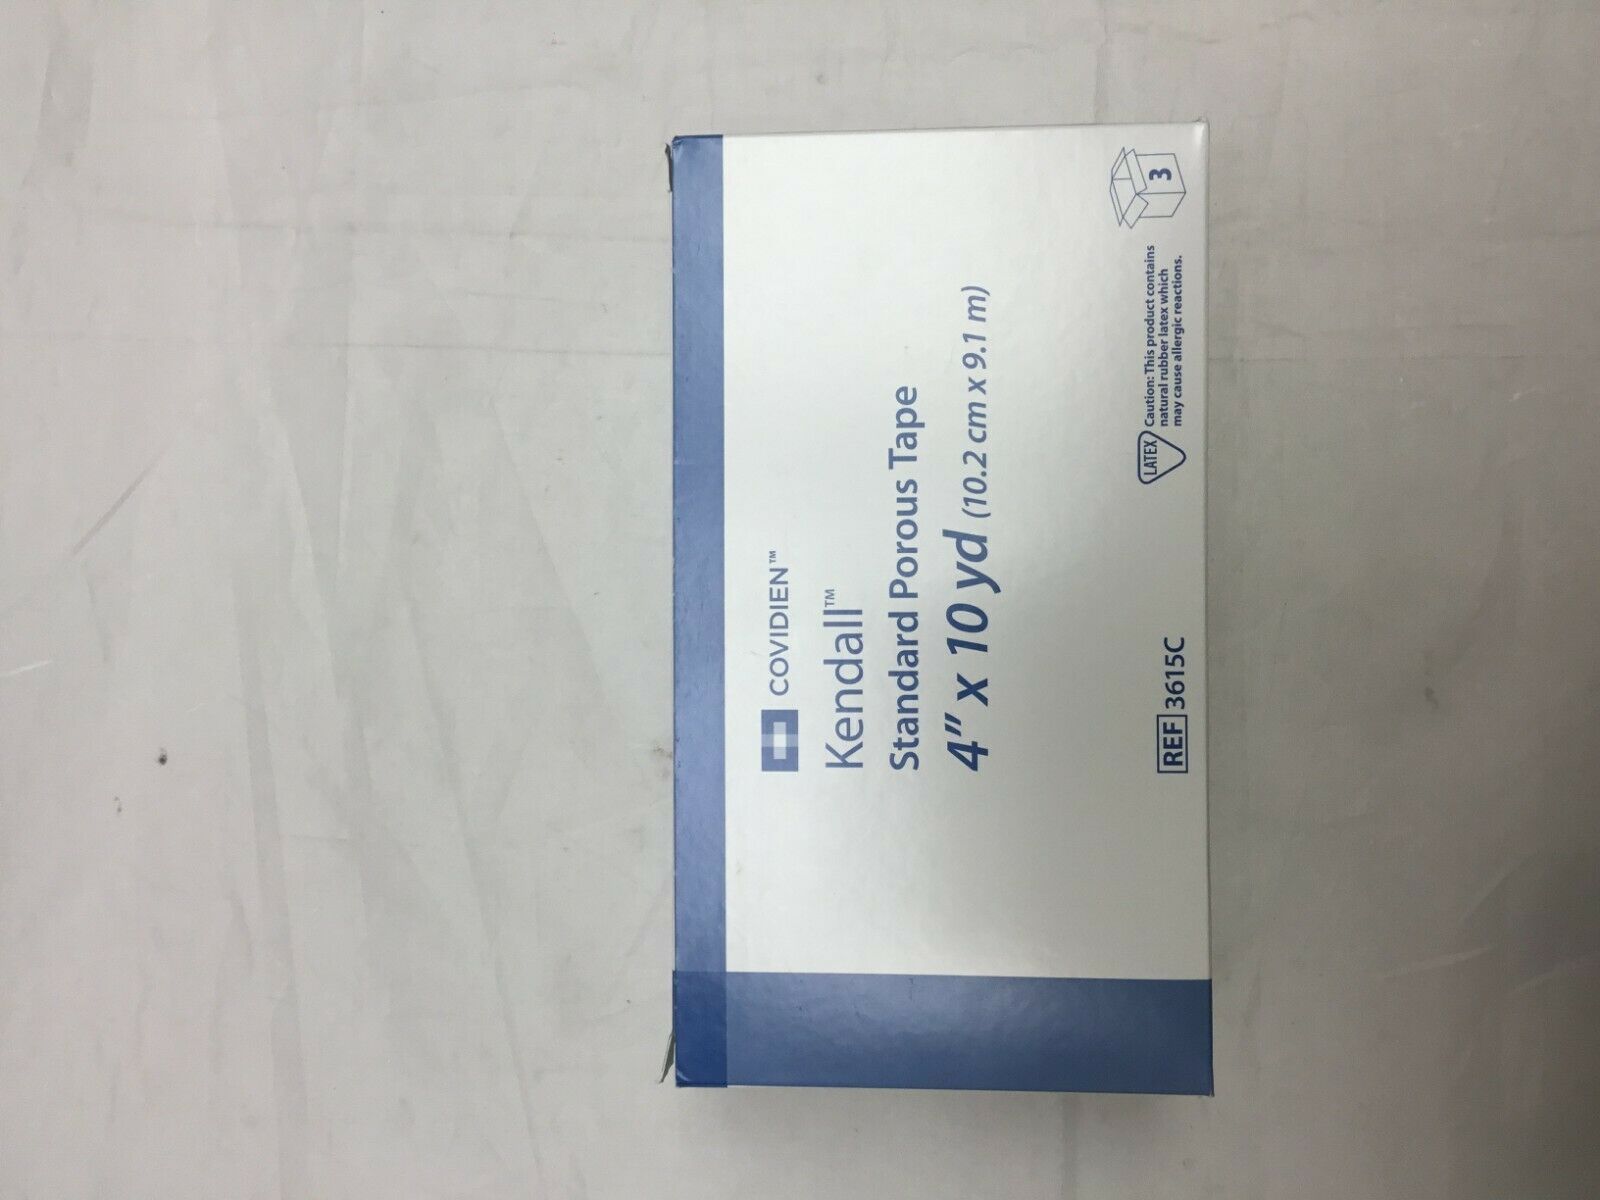 COVIDIEN™
Kendall™
Standard Porous Tape
4" x 10 yd (10.2 cm x 9.1 m)
REF 3615C
LATEX
Caution: This product contains
natural rubber latex which
may cause allergic reactions.
3